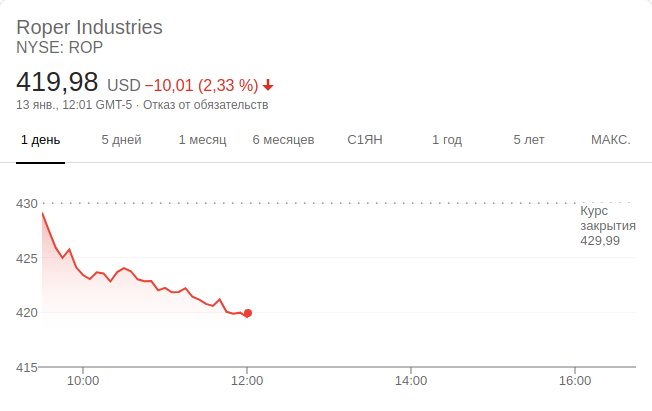 Roper Industries
NYSE: ROP
419,98 USD −10,01 (2,33 %)
13 янв., 12:01 GMT-5 · Отказ от обязательств
1 день 5 дней 1 месяц 6 месяцев С1ЯН 1 год 5 лет МАКС.
430
Курс
закрытия
429,99
425
420
415
10:00 12:00 14:00 16:00